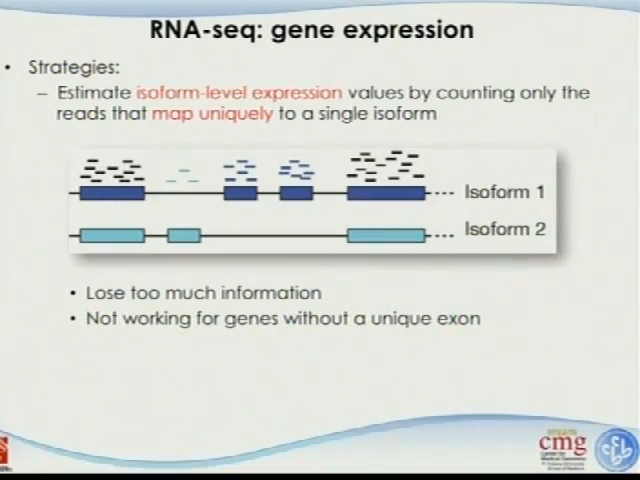 RNA-seq: gene expression
• Strategies:
– Estimate isoform-level expression values by counting only the
reads that map uniquely to a single isoform
Isoform 1
Isoform 2
• Lose too much information
• Not working for genes without a unique exon
cmg